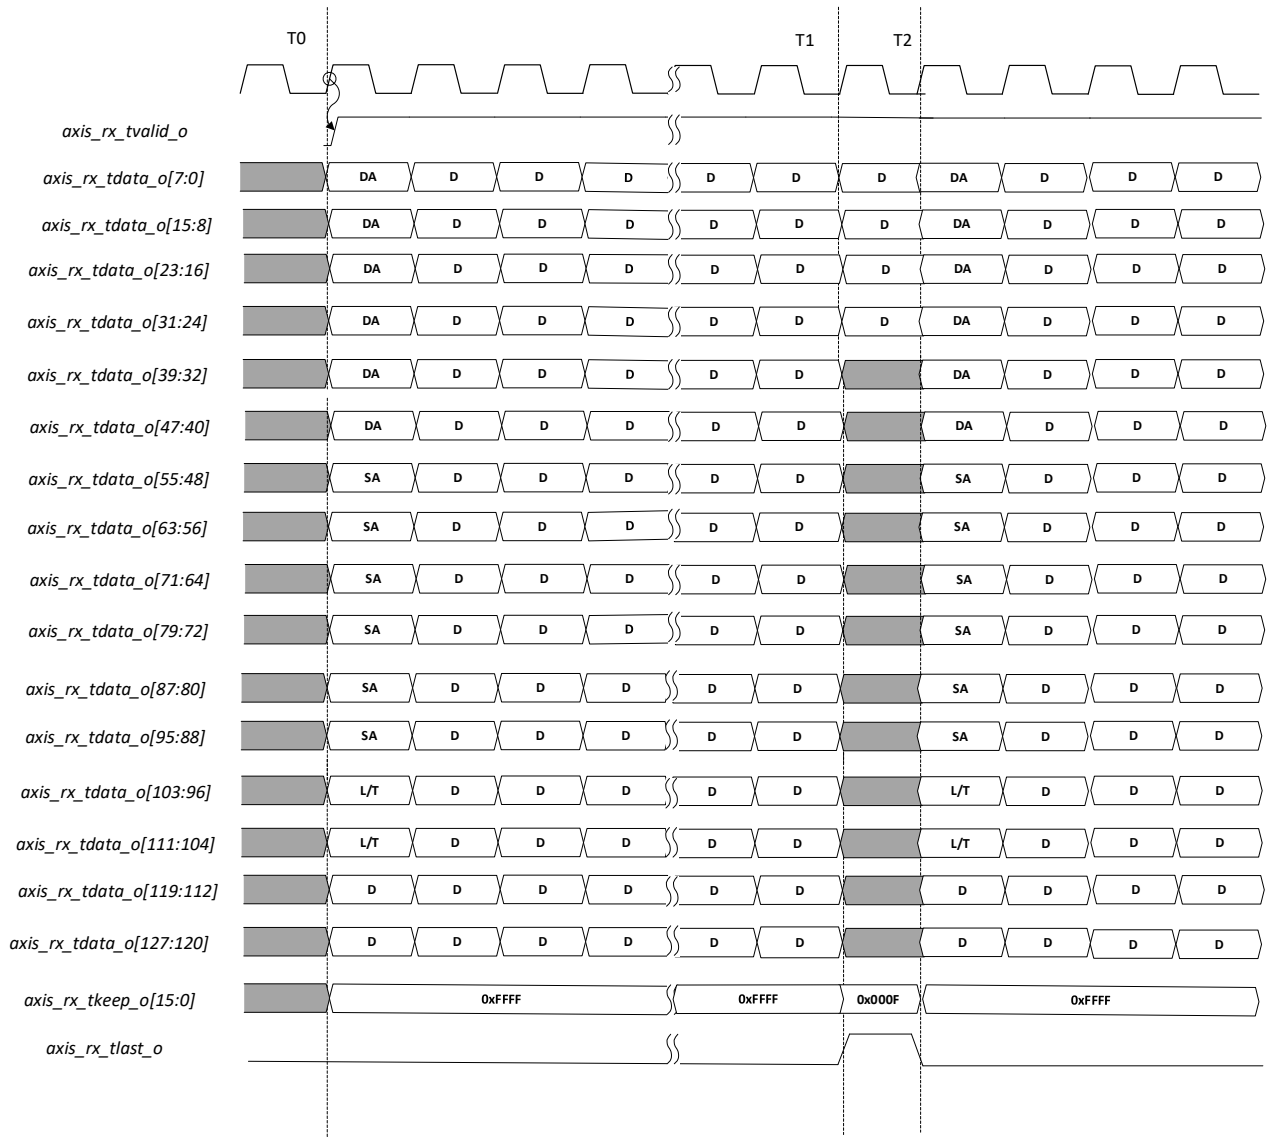 T0 T1 T2
axis_rx_tvalid_o
axis_rx_tdata_o[7:0] DA D D D D D D DA D D D
axis_rx_tdata_o[15:8] DA D D D D D D DA D D D
axis_rx_tdata_o[23:16] DA D D D D D D DA D D D
axis_rx_tdata_o[31:24] DA D D D D D D DA D D D
axis_rx_tdata_o[39:32] DA D D D D D DA D D D
axis_rx_tdata_o[47:40] DA D D D D D DA D D D
axis_rx_tdata_o[55:48] SA D D D D D SA D D D
axis_rx_tdata_o[63:56] SA D D D D D SA D D D
axis_rx_tdata_o[71:64] SA D D D D D SA D D D
axis_rx_tdata_o[79:72] SA D D D D D SA D D D
axis_rx_tdata_o[87:80] SA D D D D D SA D D D
axis_rx_tdata_o[95:88] SA D D D D D SA D D D
axis_rx_tdata_o[103:96] L/T D D D D D L/T D D D
axis_rx_tdata_o[111:104] L/T D D D D D L/T D D D
axis_rx_tdata_o[119:112] D D D D D D D D D D
axis_rx_tdata_o[127:120] D D D D D D D D D D
axis_rx_tkeep_o[15:0] 0xFFFF 0xFFFF 0x000F 0xFFFF
axis_rx_tlast_o